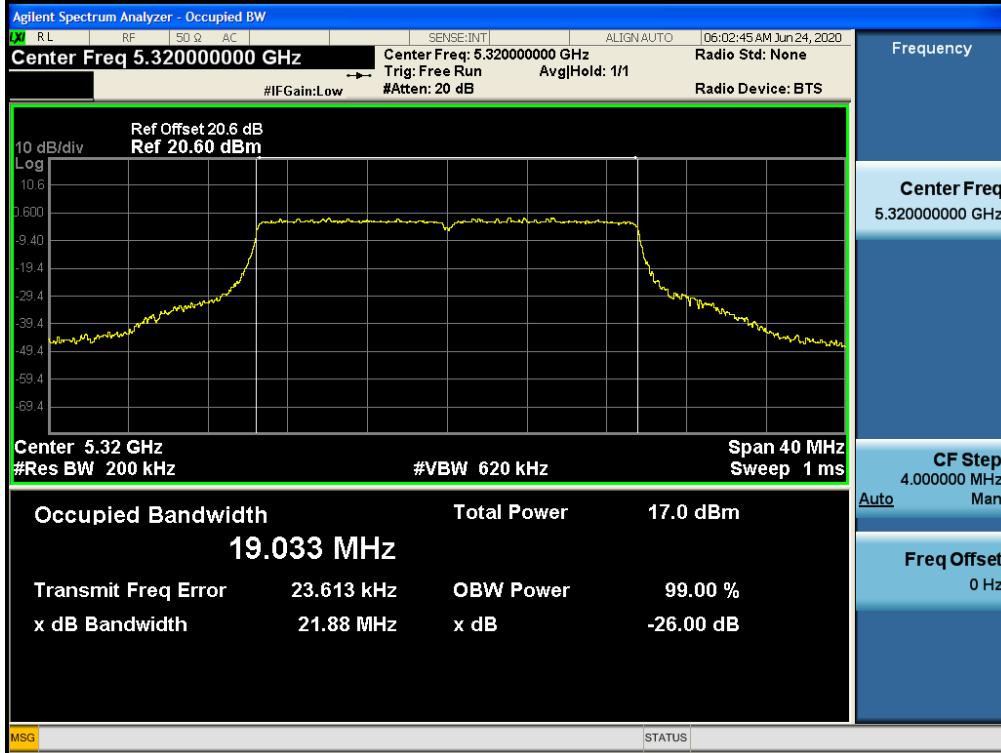 Agilent Spectrum Analyzer - Occupied BW
LXI RL RF 50 Ω AC SENSE:INT ALIGN AUTO 06:02:45 AM Jun 24, 2020
Center Freq 5.320000000 GHz
Center Freq: 5.320000000 GHz
Radio Std: None
Trig: Free Run Avg|Hold: 1/1
#IFGain:Low
#Atten: 20 dB
Radio Device: BTS
Frequency
Ref Offset 20.6 dB
10 dB/div Ref 20.60 dBm
Log
10.6
0.600
-9.40
-19.4
-29.4
-39.4
-49.4
-59.4
-69.4
Center 5.32 GHz Span 40 MHz
#Res BW 200 kHz #VBW 620 kHz Sweep 1 ms
Occupied Bandwidth Total Power 17.0 dBm
19.033 MHz
Transmit Freq Error 23.613 kHz OBW Power 99.00 %
x dB Bandwidth 21.88 MHz x dB -26.00 dB
Center Freq
5.320000000 GHz
CF Step
4.000000 MHz
Auto Man
Freq Offset
0 Hz
MSG STATUS